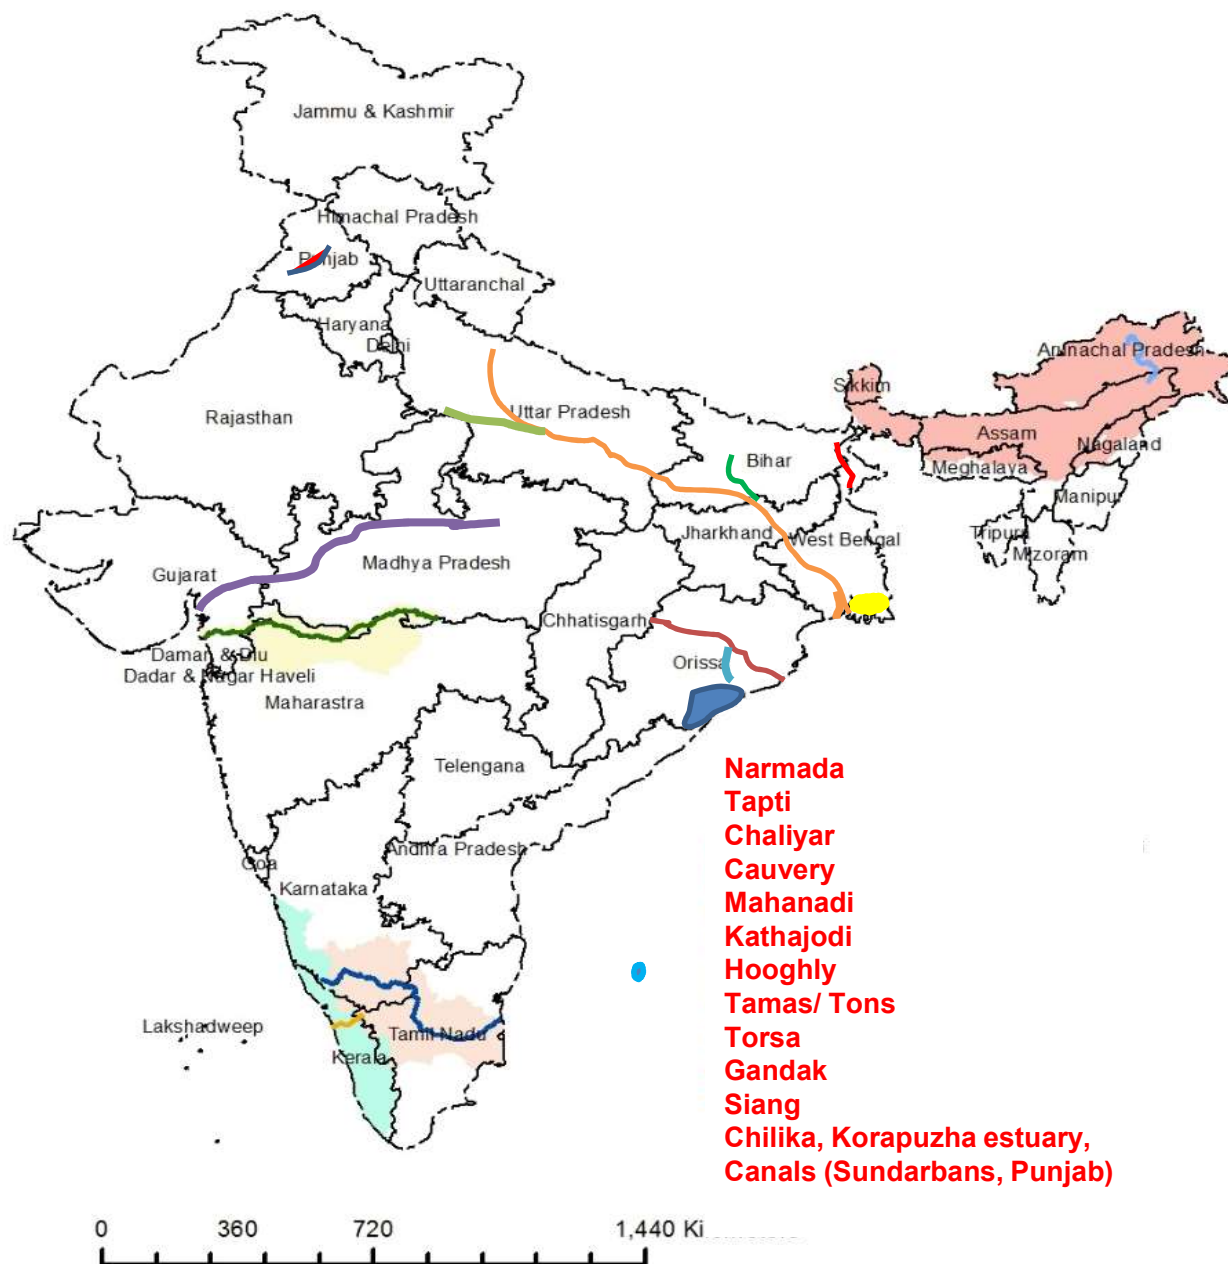 Jammu & Kashmir
Himachal Pradesh
Punjab
Uttaranchal
Haryana
Delhi
Arunachal Pradesh
Sikkim
Rajasthan
Uttar Pradesh
Assam
Nagaland
Bihar
Meghalaya
Manipur
Jharkhand
West Bengal
Tripura
Mizoram
Gujarat
Madhya Pradesh
Chhatisgarh
Daman & Diu
Dadar & Nagar Haveli
Orissa
Maharastra
Telengana
Narmada
Tapti
Chaliyar
Andhra Pradesh
Goa
Cauvery
Karnataka
Mahanadi
Kathajodi
Hooghly
Tamas/ Tons
Lakshadweep
Tamil Nadu
Torsa
Kerala
Gandak
Siang
Chilika, Korapuzha estuary,
Canals (Sundarbans, Punjab)
0 360 720 1,440 Ki